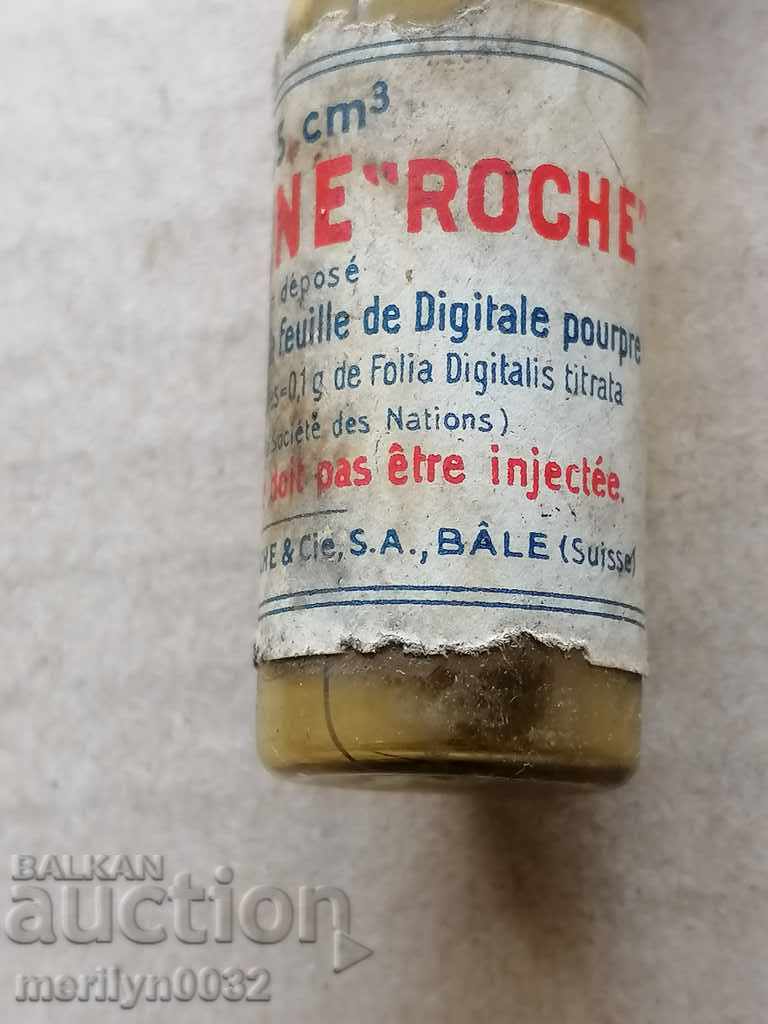 cm³
NE "ROCHE"
déposé
feuille de Digitale pourpre
=0,1 g de Folia Digitalis titrata
Société des Nations)
doit pas être injectée.
& Cie, S.A., BÂLE (Suisse)
BALKAN
auction
merilyn0032